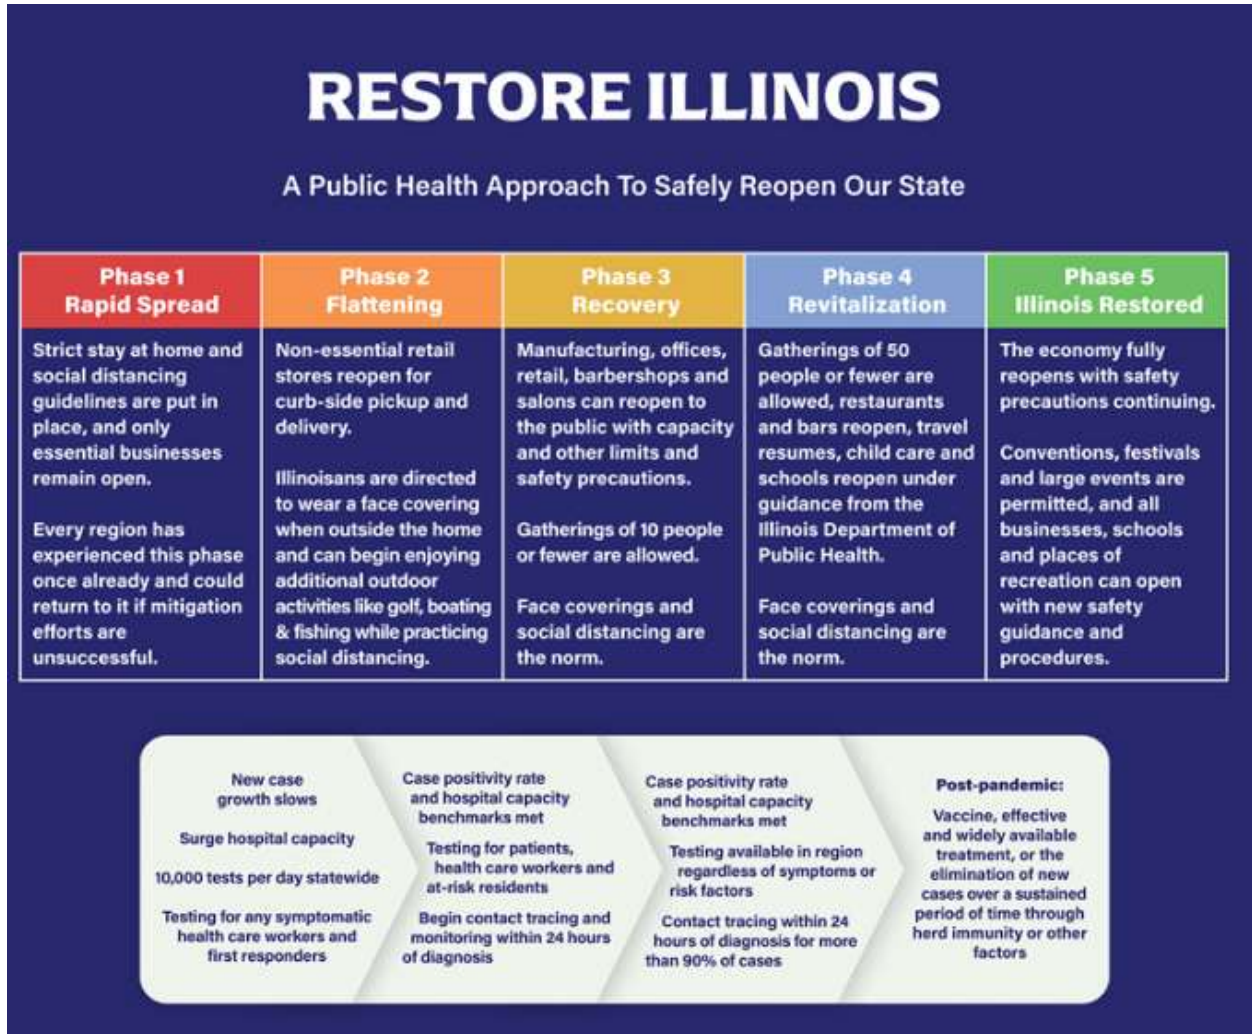 RESTORE ILLINOIS
A Public Health Approach To Safely Reopen Our State
Phase 1
Rapid Spread
Strict stay at home and
social distancing
guidelines are put in
place, and only
essential businesses
remain open.
Every region has
experienced this phase
once already and could
return to it if mitigation
efforts are
unsuccessful.
Phase 2
Flattening
Non-essential retail
stores reopen for
curb-side pickup and
delivery.
Illinoisans are directed
to wear a face covering
when outside the home
and can begin enjoying
additional outdoor
activities like golf, boating
& fishing while practicing
social distancing.
Phase 3
Recovery
Manufacturing, offices,
retail, barbershops and
salons can reopen to
the public with capacity
and other limits and
safety precautions.
Gatherings of 10 people
or fewer are allowed.
Face coverings and
social distancing are
the norm.
Phase 4
Revitalization
Gatherings of 50
people or fewer are
allowed, restaurants
and bars reopen, travel
resumes, child care and
schools reopen under
guidance from the
Illinois Department of
Public Health.
Face coverings and
social distancing are
the norm.
Phase 5
Illinois Restored
The economy fully
reopens with safety
precautions continuing.
Conventions, festivals
and large events are
permitted, and all
businesses, schools
and places of
recreation can open
with new safety
guidance and
procedures.
New case
growth slows
Surge hospital capacity
10,000 tests per day statewide
Testing for any symptomatic
health care workers and
first responders
Case positivity rate
and hospital capacity
benchmarks met
Testing for patients,
health care workers and
at-risk residents
Begin contact tracing and
monitoring within 24 hours
of diagnosis
Case positivity rate
and hospital capacity
benchmarks met
Testing available in region
regardless of symptoms or
risk factors
Contact tracing within 24
hours of diagnosis for more
than 90% of cases
Post-pandemic:
Vaccine, effective
and widely available
treatment, or the
elimination of new
cases over a sustained
period of time through
herd immunity or other
factors